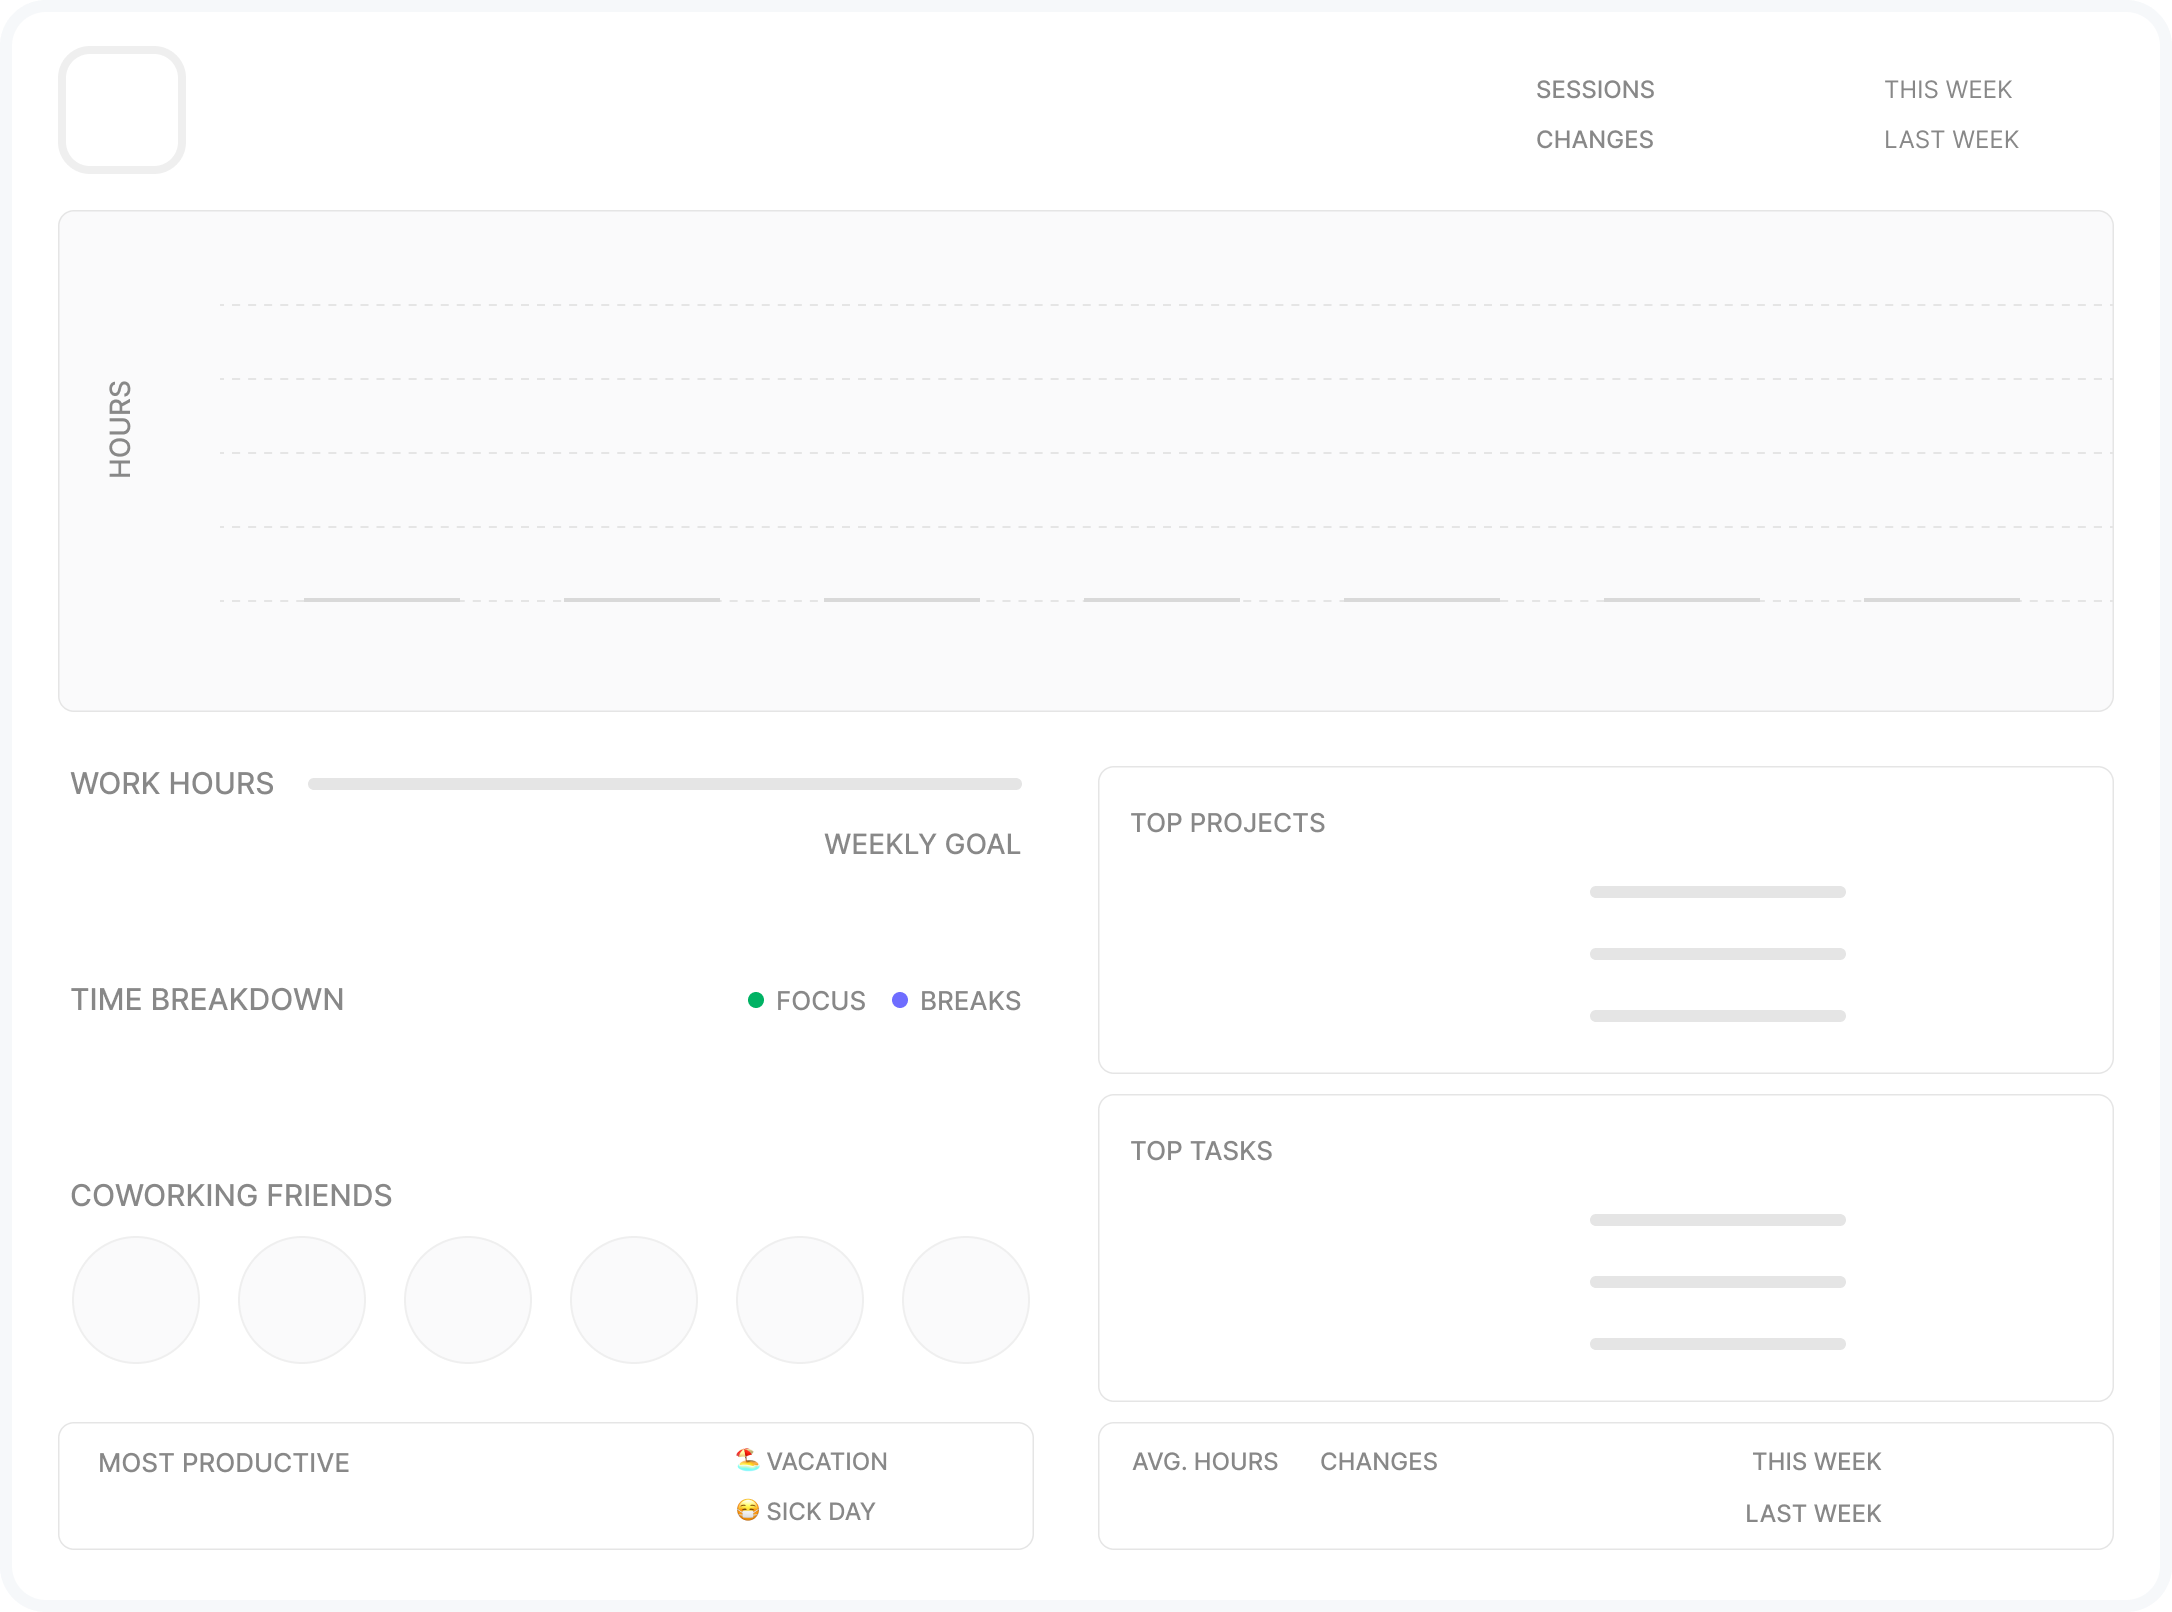 SESSIONS
THIS WEEK
CHANGES
LAST WEEK
HOURS
WORK HOURS
WEEKLY GOAL
TIME BREAKDOWN
FOCUS
BREAKS
COWORKING FRIENDS
TOP PROJECTS
TOP TASKS
MOST PRODUCTIVE
🏖️ VACATION
😷 SICK DAY
AVG. HOURS
CHANGES
THIS WEEK
LAST WEEK